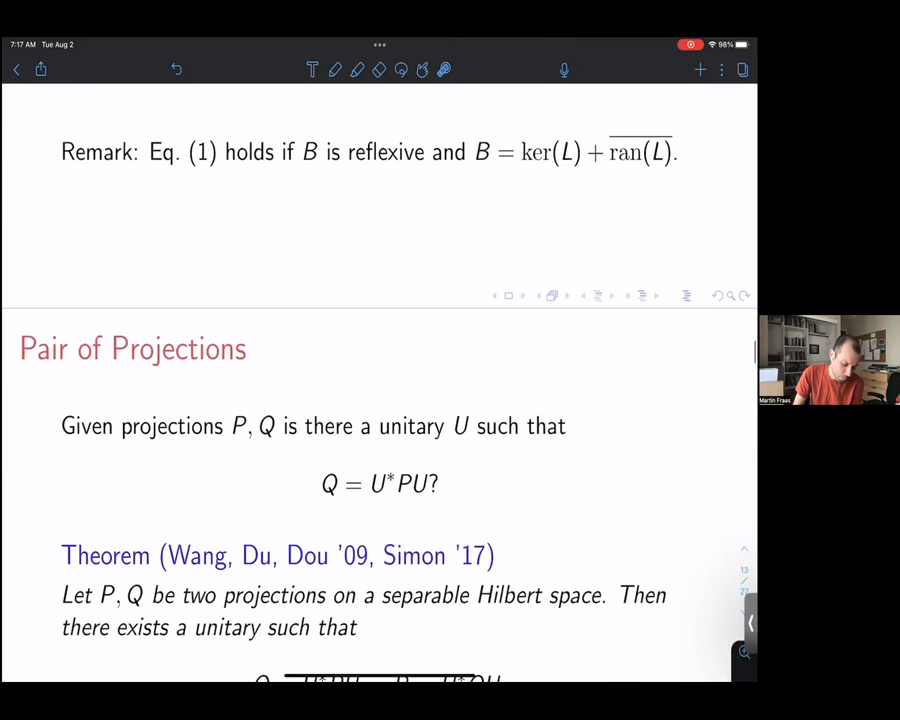 7:17 AM Tue Aug 2
98%
Remark: Eq. (1) holds if B is reflexive and B = ker(L) + \overline{ran(L)}.
Pair of Projections
Given projections P, Q is there a unitary U such that
Q = U*PU?
Martin Fraas
Theorem (Wang, Du, Dou '09, Simon '17)
Let P, Q be two projections on a separable Hilbert space. Then
there exists a unitary such that
13
/
27